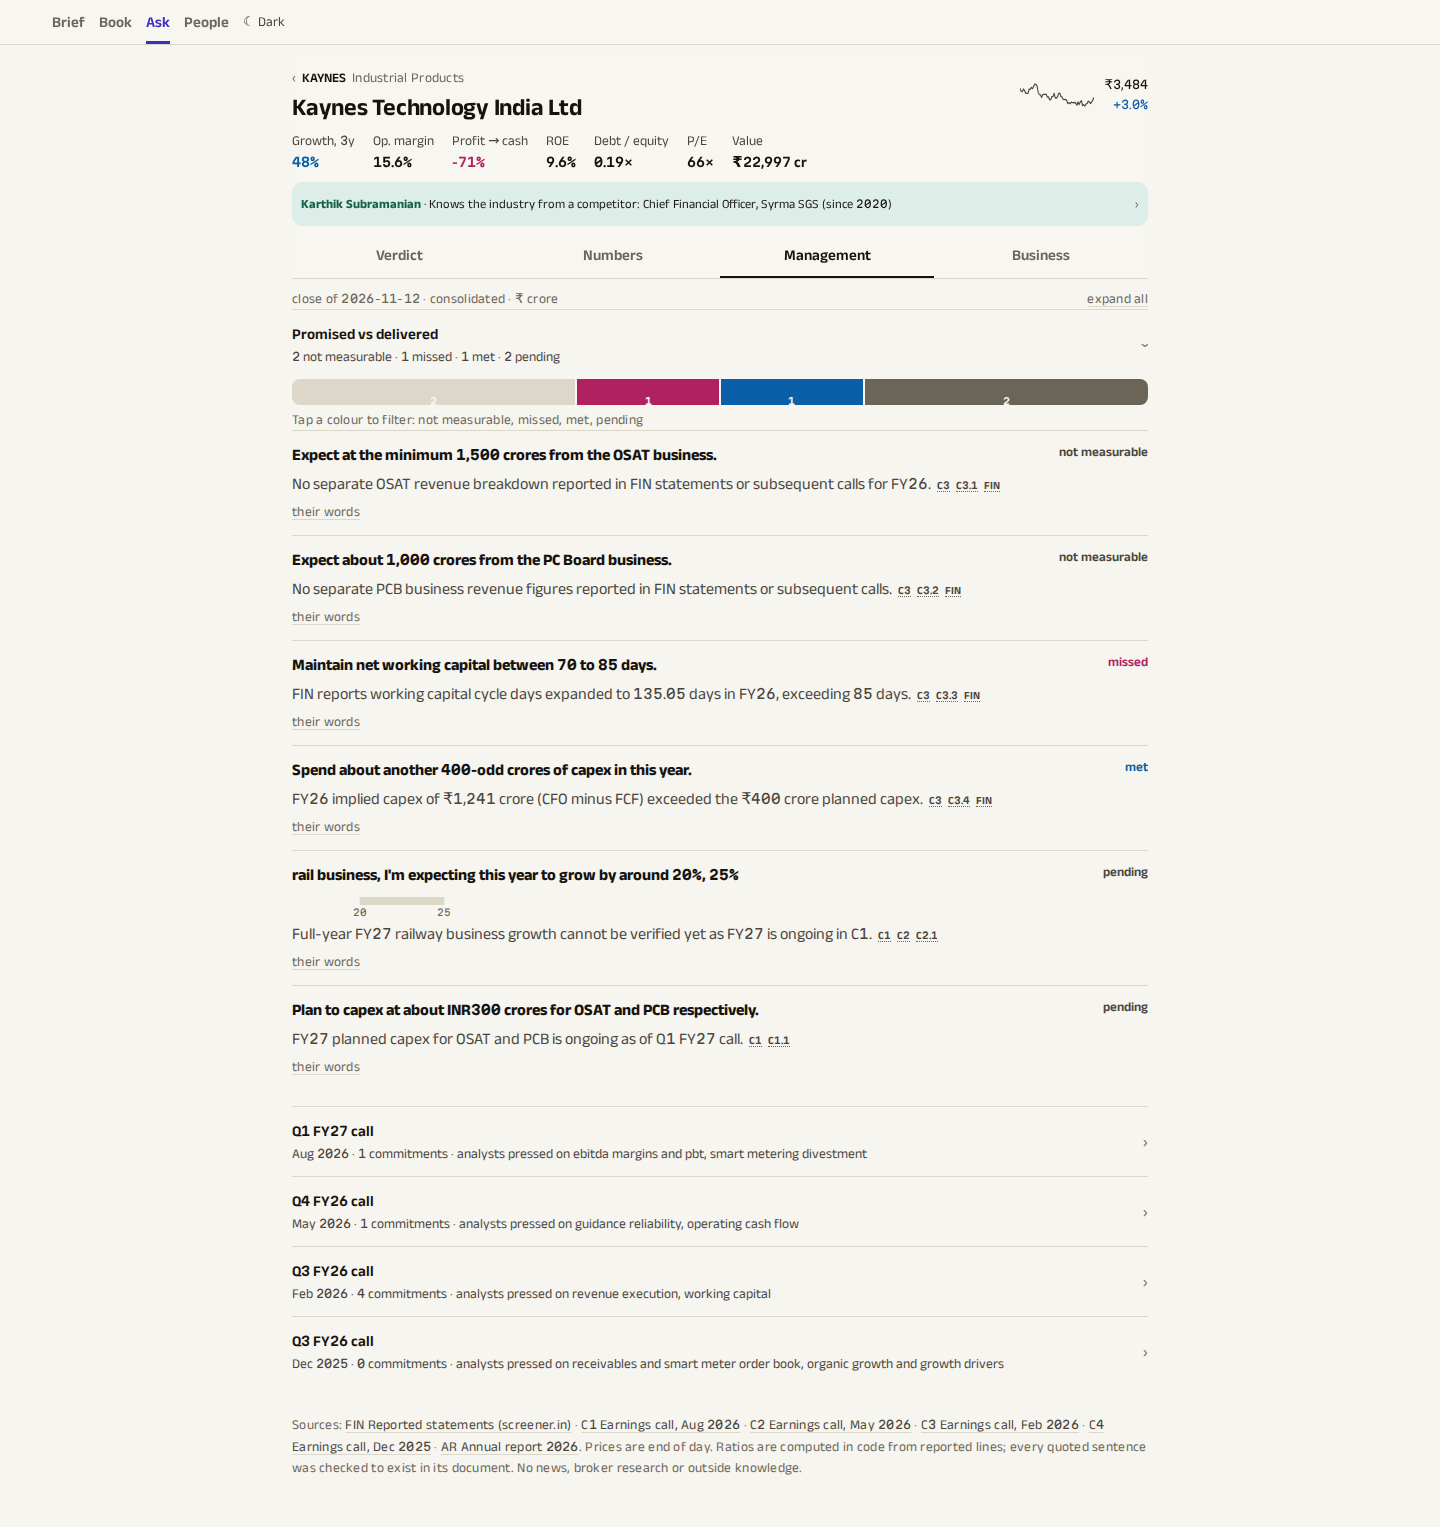 Brief Book Ask People ☾ Dark
‹ KAYNES Industrial Products
Kaynes Technology India Ltd
₹3,484
+3.0%
Growth, 3y Op. margin Profit → cash ROE Debt / equity P/E Value
48% 15.6% -71% 9.6% 0.19× 66× ₹22,997 cr
Karthik Subramanian · Knows the industry from a competitor: Chief Financial Officer, Syrma SGS (since 2020) ›
Verdict Numbers Management Business
close of 2026-11-12 · consolidated · ₹ crore expand all
Promised vs delivered
2 not measurable · 1 missed · 1 met · 2 pending
2 1 1 2
Tap a colour to filter: not measurable, missed, met, pending
Expect at the minimum 1,500 crores from the OSAT business. not measurable
No separate OSAT revenue breakdown reported in FIN statements or subsequent calls for FY26. C3 C3.1 FIN
their words
Expect about 1,000 crores from the PC Board business. not measurable
No separate PCB business revenue figures reported in FIN statements or subsequent calls. C3 C3.2 FIN
their words
Maintain net working capital between 70 to 85 days. missed
FIN reports working capital cycle days expanded to 135.05 days in FY26, exceeding 85 days. C3 C3.3 FIN
their words
Spend about another 400-odd crores of capex in this year. met
FY26 implied capex of ₹1,241 crore (CFO minus FCF) exceeded the ₹400 crore planned capex. C3 C3.4 FIN
their words
rail business, I'm expecting this year to grow by around 20%, 25% pending
20 25
Full-year FY27 railway business growth cannot be verified yet as FY27 is ongoing in C1. C1 C2 C2.1
their words
Plan to capex at about INR300 crores for OSAT and PCB respectively. pending
FY27 planned capex for OSAT and PCB is ongoing as of Q1 FY27 call. C1 C1.1
their words
Q1 FY27 call
Aug 2026 · 1 commitments · analysts pressed on ebitda margins and pbt, smart metering divestment ›
Q4 FY26 call
May 2026 · 1 commitments · analysts pressed on guidance reliability, operating cash flow ›
Q3 FY26 call
Feb 2026 · 4 commitments · analysts pressed on revenue execution, working capital ›
Q3 FY26 call
Dec 2025 · 0 commitments · analysts pressed on receivables and smart meter order book, organic growth and growth drivers ›
Sources: FIN Reported statements (screener.in) · C1 Earnings call, Aug 2026 · C2 Earnings call, May 2026 · C3 Earnings call, Feb 2026 · C4
Earnings call, Dec 2025 · AR Annual report 2026. Prices are end of day. Ratios are computed in code from reported lines; every quoted sentence
was checked to exist in its document. No news, broker research or outside knowledge.